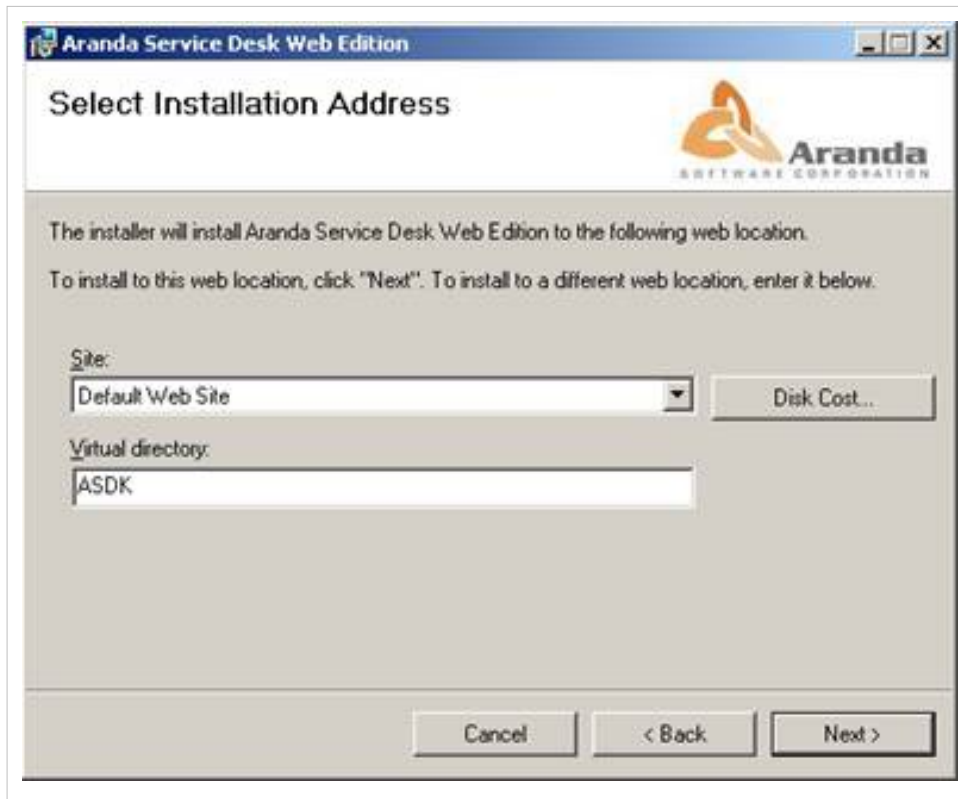 Aranda Service Desk Web Edition
Select Installation Address
Aranda
SOFTWARE CORPORATION
The installer will install Aranda Service Desk Web Edition to the following web location.
To install to this web location, click "Next". To install to a different web location, enter it below.
Site:
Default Web Site
Disk Cost...
Virtual directory:
ASDK
Cancel
< Back
Next >